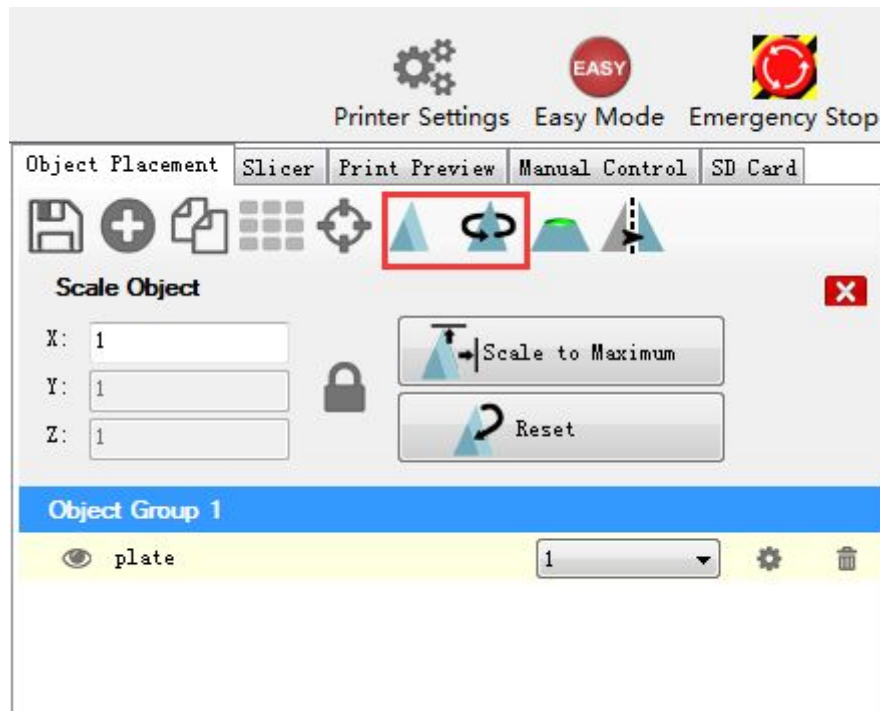 EASY
Printer Settings Easy Mode Emergency Stop
Object Placement Slicer Print Preview Manual Control SD Card
Scale Object
X: 1
Scale to Maximum
Y: 1
Z: 1
Reset
Object Group 1
plate 1